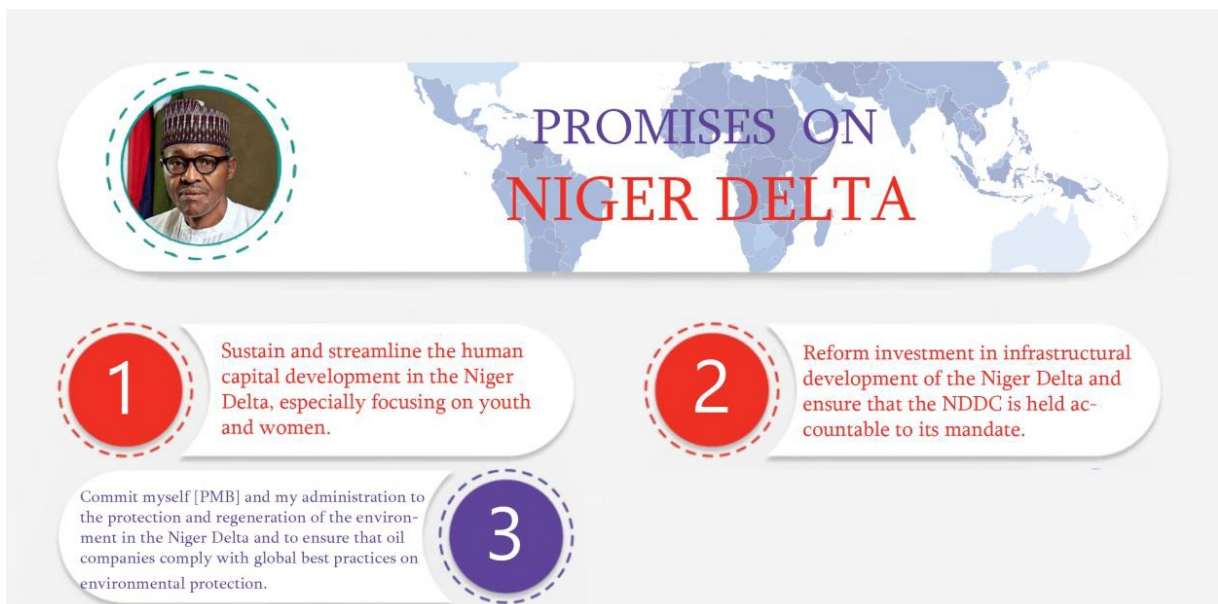 PROMISES ON
NIGER DELTA
1
Sustain and streamline the human
capital development in the Niger
Delta, especially focusing on youth
and women.
2
Reform investment in infrastructural
development of the Niger Delta and
ensure that the NDDC is held ac-
countable to its mandate.
Commit myself [PMB] and my administration to
the protection and regeneration of the environ-
ment in the Niger Delta and to ensure that oil
companies comply with global best practices on
environmental protection.
3